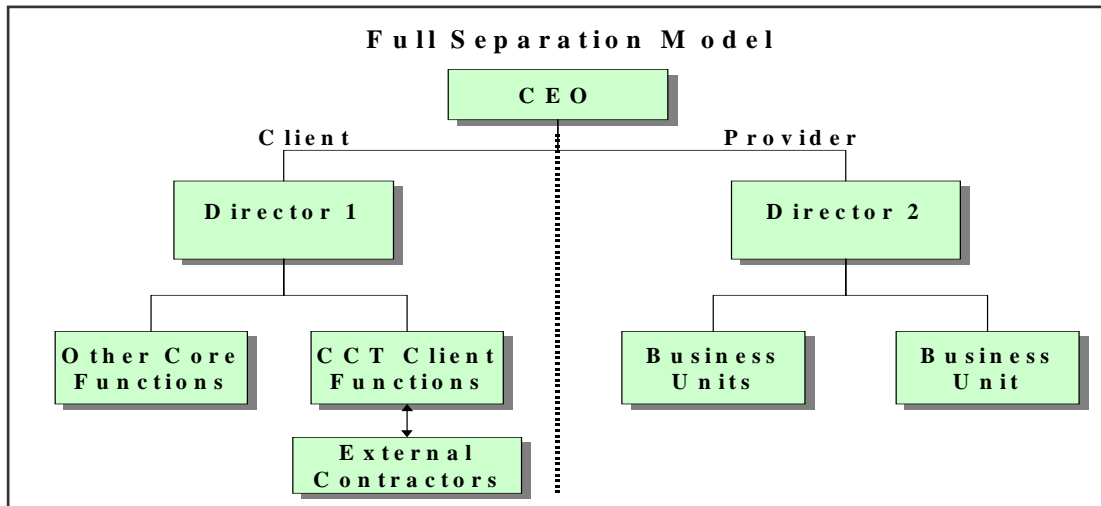 Full Separation Model
CEO
Client
Provider
Director 1
Director 2
Other Core
Functions
CCT Client
Functions
Business
Units
Business
Unit
External
Contractors